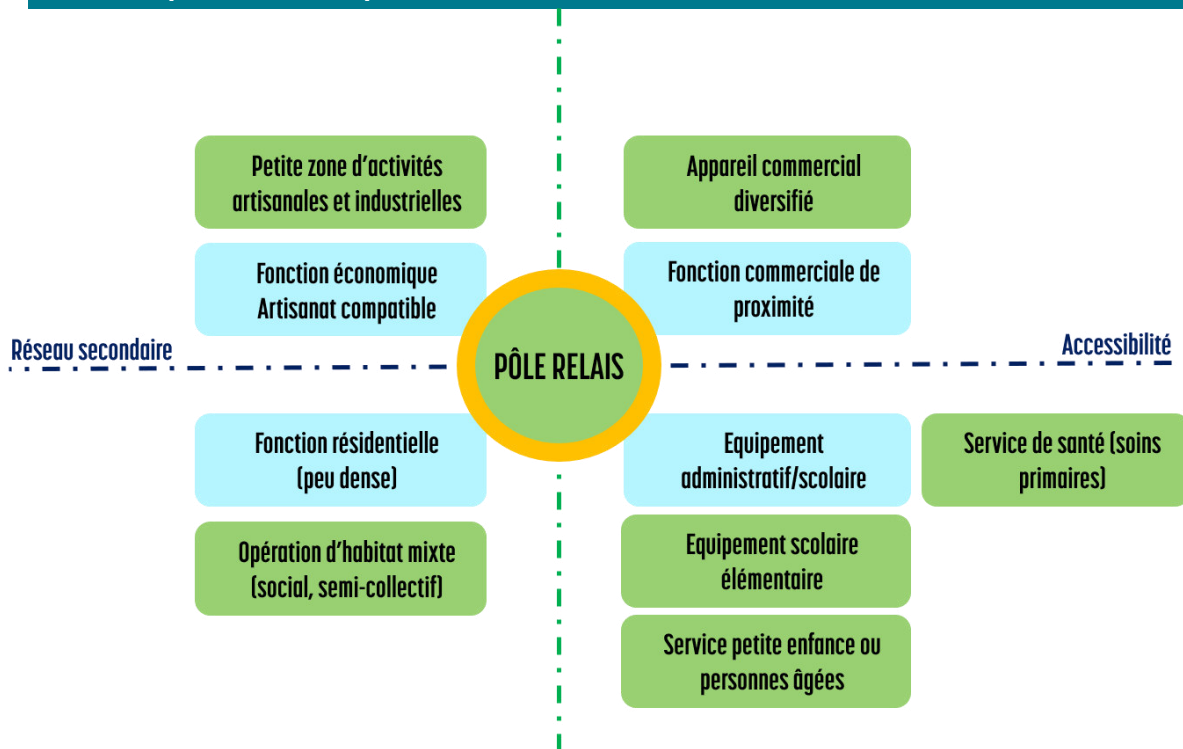 Petite zone d'activités
artisanales et industrielles
Appareil commercial
diversifié
Fonction économique
Artisanat compatible
Fonction commerciale de
proximité
Réseau secondaire
PÔLE RELAIS
Accessibilité
Fonction résidentielle
(peu dense)
Equipement
administratif/scolaire
Service de santé (soins
primaires)
Opération d'habitat mixte
(social, semi-collectif)
Equipement scolaire
élémentaire
Service petite enfance ou
personnes âgées